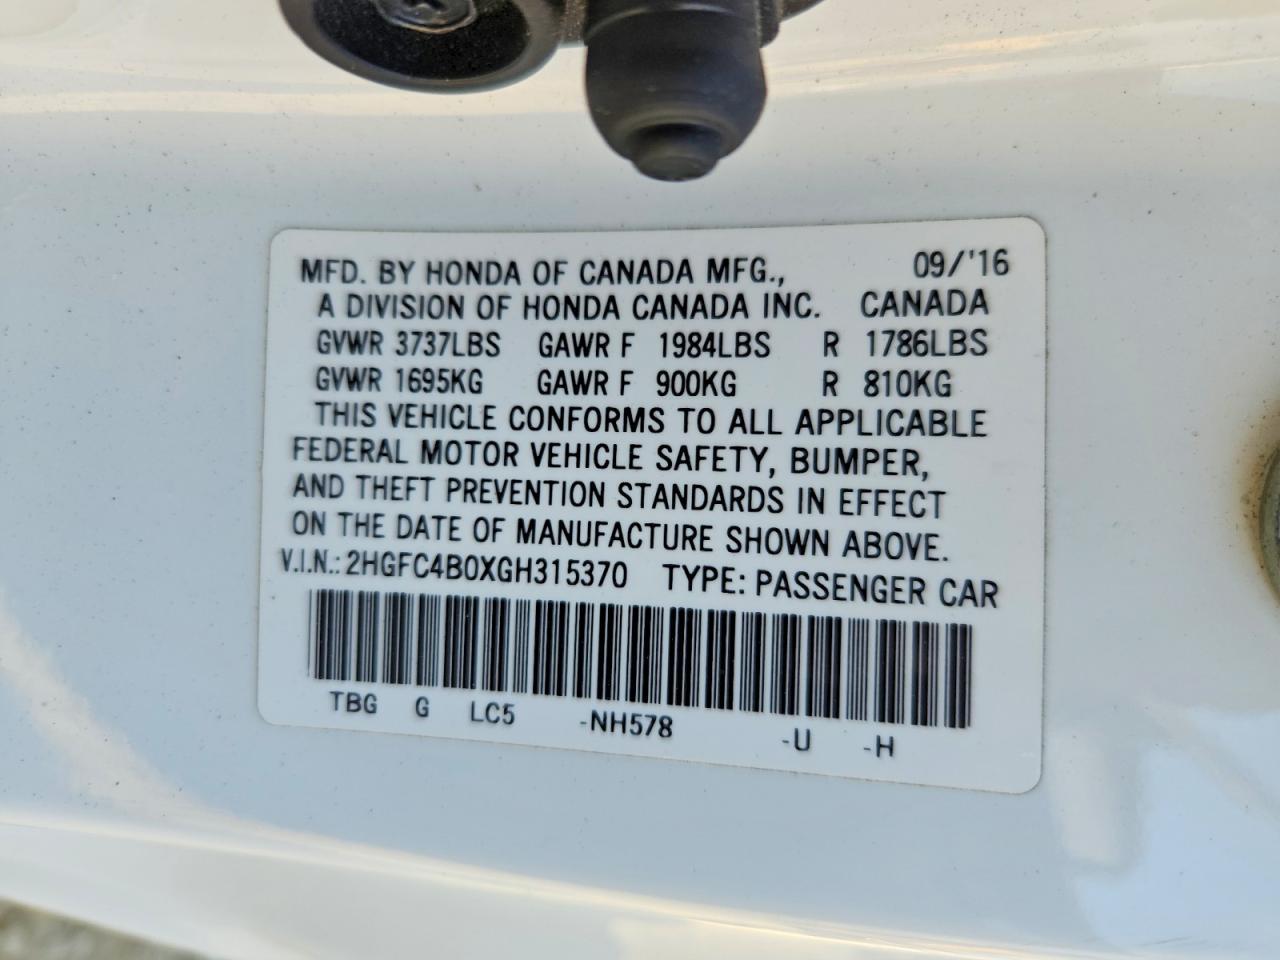 MFD. BY HONDA OF CANADA MFG., 09/'16
A DIVISION OF HONDA CANADA INC. CANADA
GVWR 3737LBS GAWR F 1984LBS R 1786LBS
GVWR 1695KG GAWR F 900KG R 810KG
THIS VEHICLE CONFORMS TO ALL APPLICABLE
FEDERAL MOTOR VEHICLE SAFETY, BUMPER,
AND THEFT PREVENTION STANDARDS IN EFFECT
ON THE DATE OF MANUFACTURE SHOWN ABOVE.
V.I.N.: 2HGFC4B0XGH315370 TYPE: PASSENGER CAR
TBG G LC5 -NH578 -U -H